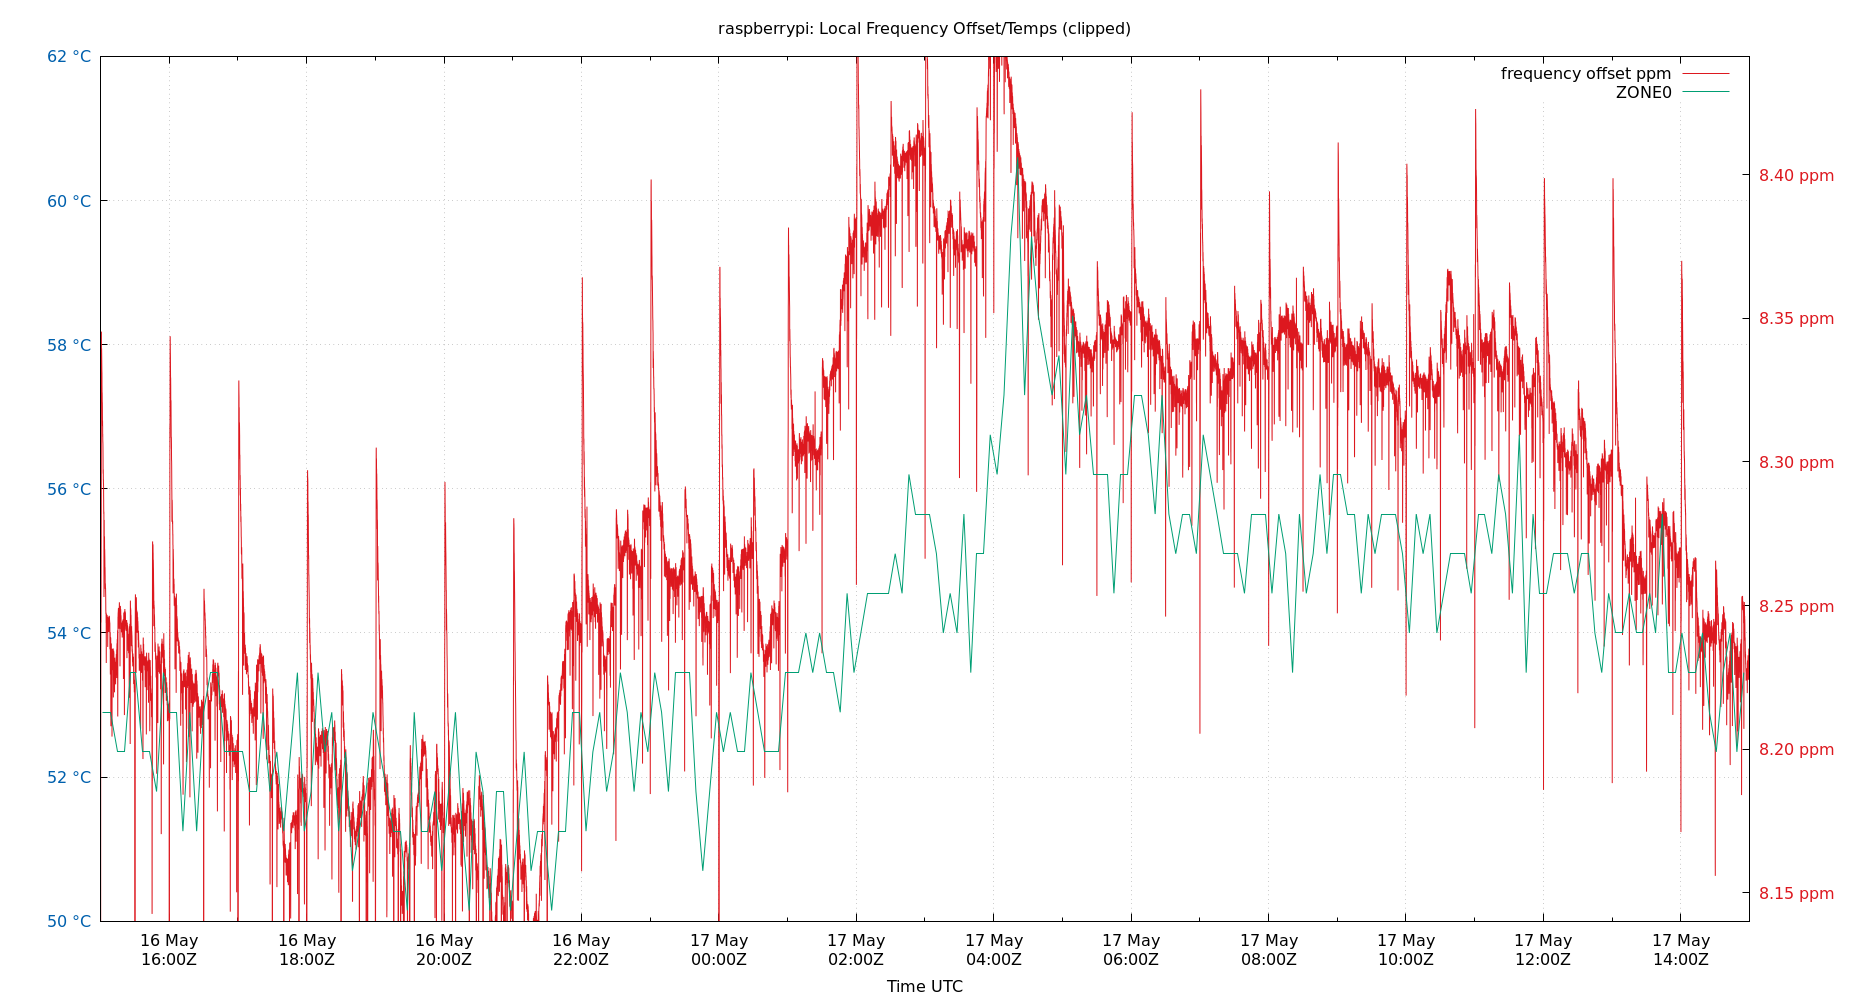 raspberrypi: Local Frequency Offset/Temps (clipped)
frequency offset ppm
ZONE0
62 °C
60 °C
58 °C
56 °C
54 °C
52 °C
50 °C
8.40 ppm
8.35 ppm
8.30 ppm
8.25 ppm
8.20 ppm
8.15 ppm
16 May 16 May 16 May 16 May 17 May 17 May 17 May 17 May 17 May 17 May 17 May 17 May
16:00Z 18:00Z 20:00Z 22:00Z 00:00Z 02:00Z 04:00Z 06:00Z 08:00Z 10:00Z 12:00Z 14:00Z
Time UTC